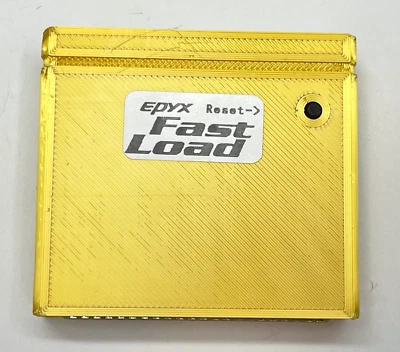 EPYX Reset->
Fast
Load